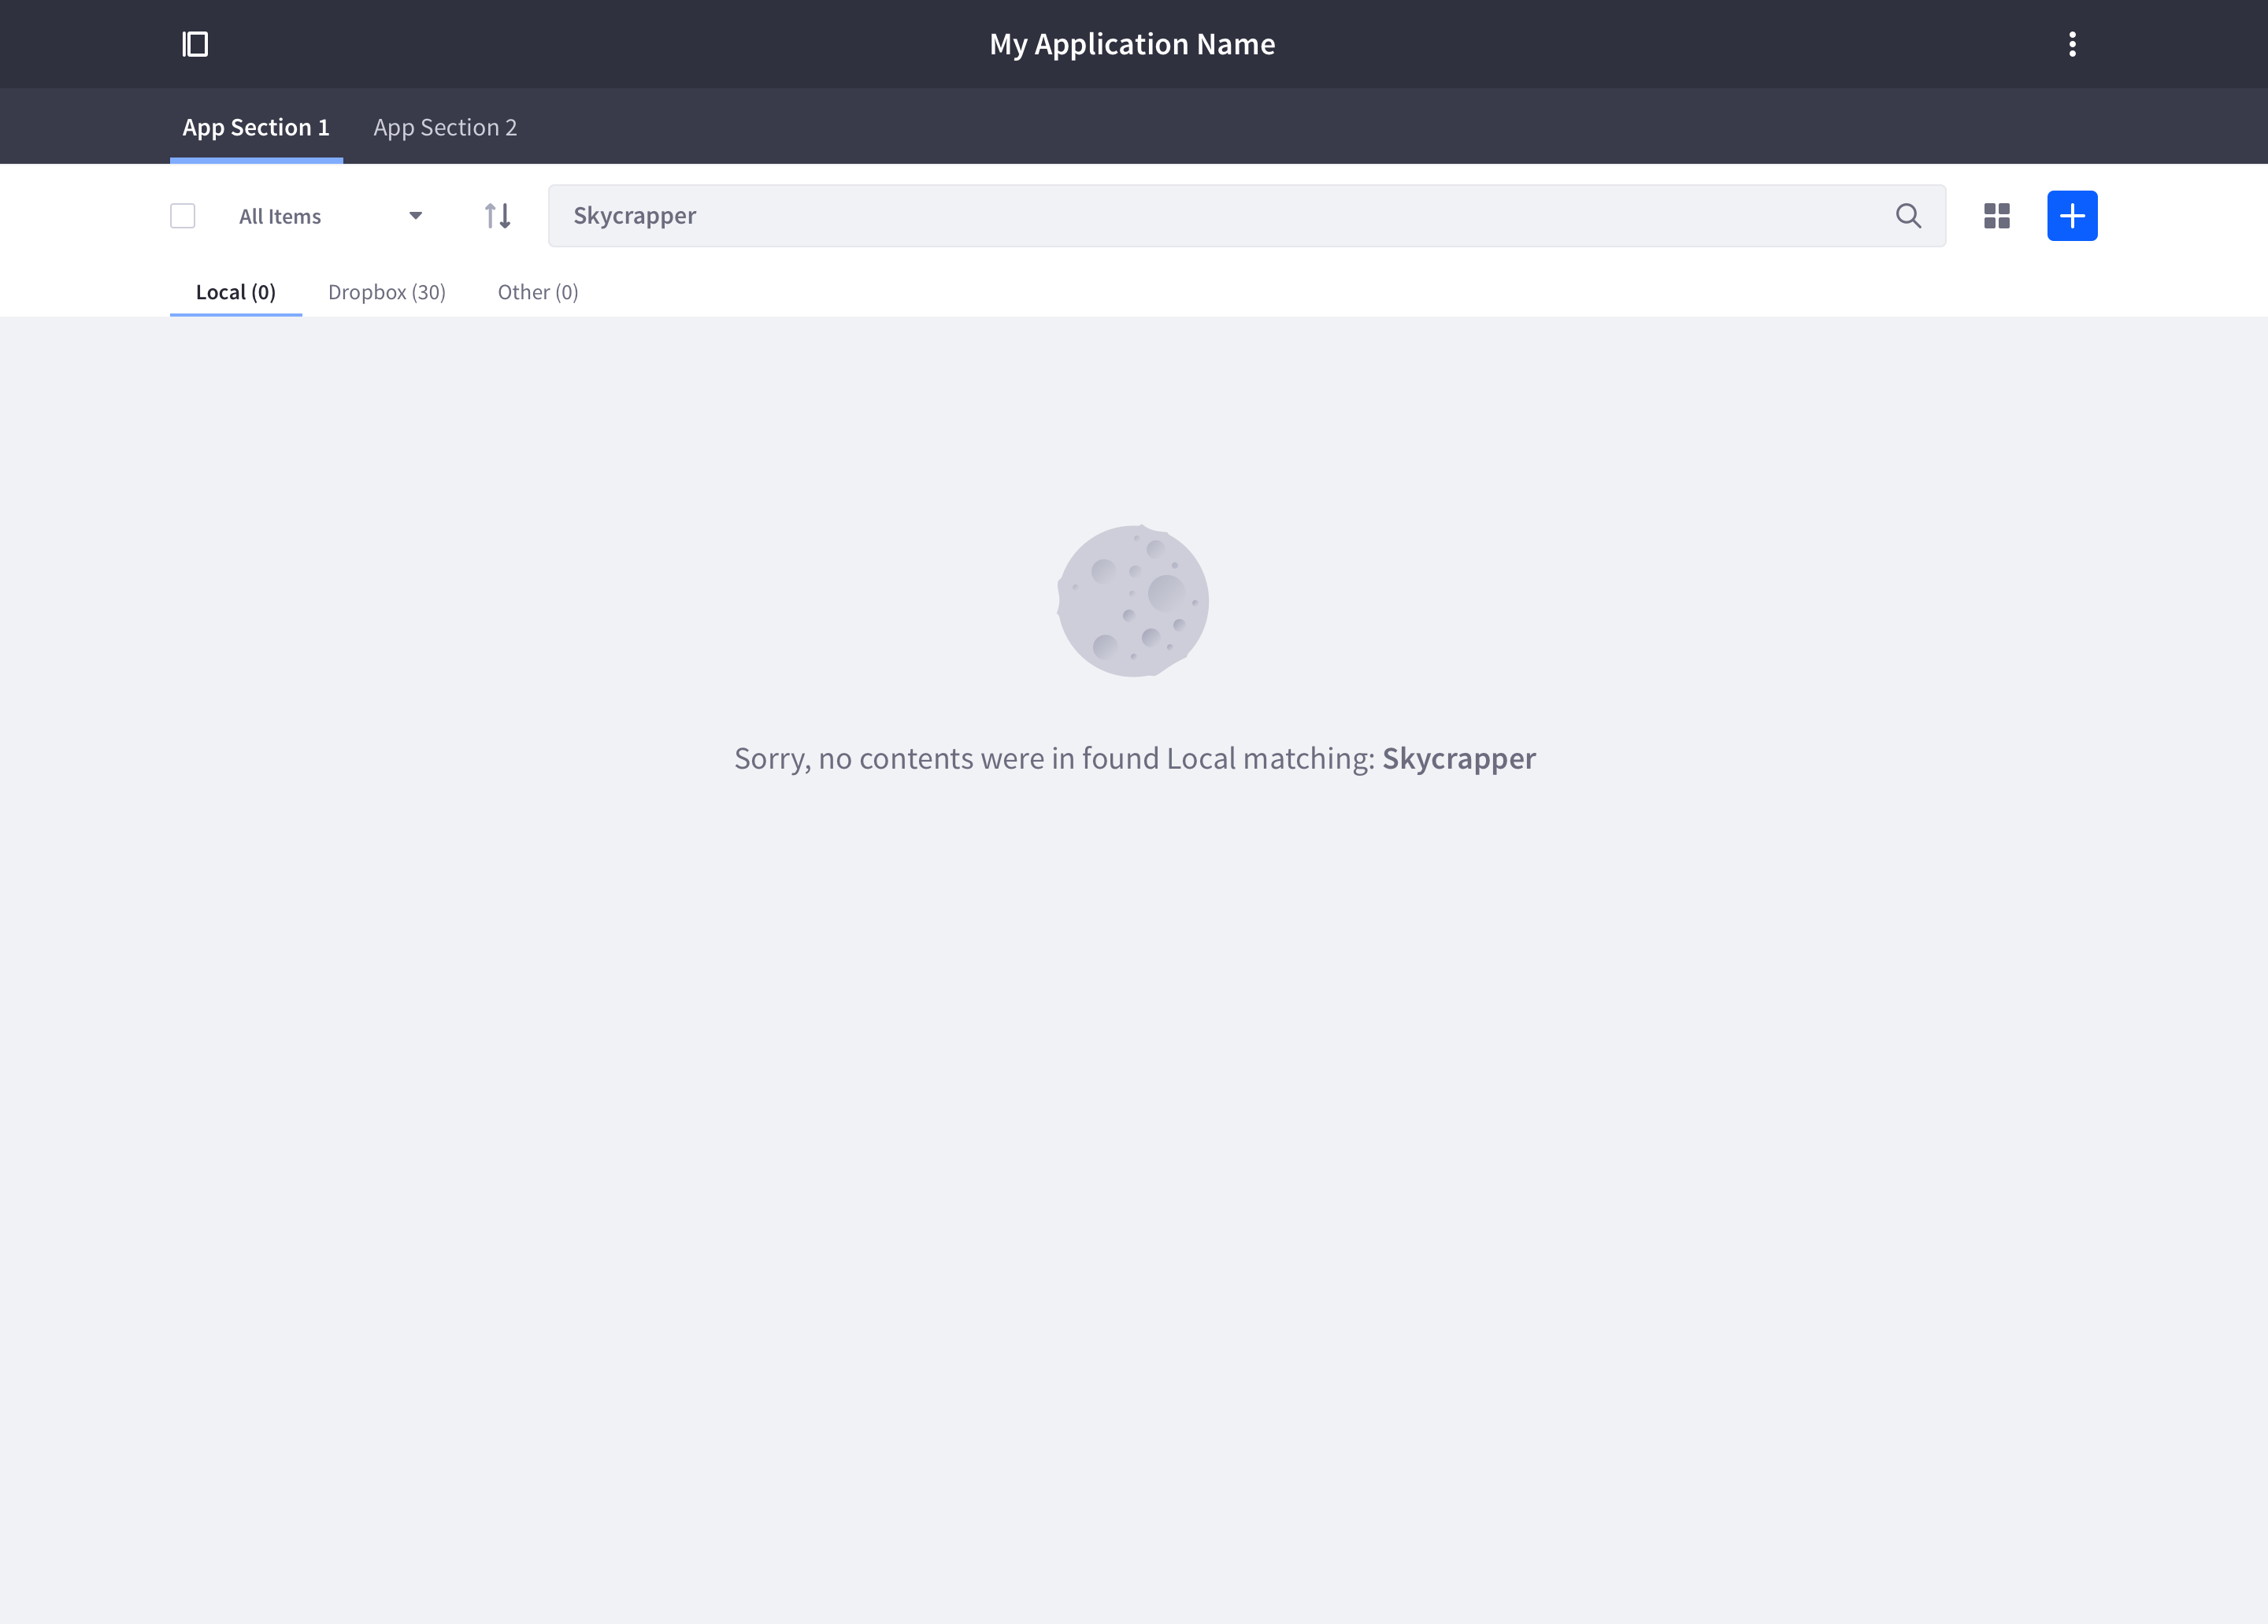 My Application Name
App Section 1 App Section 2
All Items Skycrapper
Local (0) Dropbox (30) Other (0)
Sorry, no contents were in found Local matching: Skycrapper